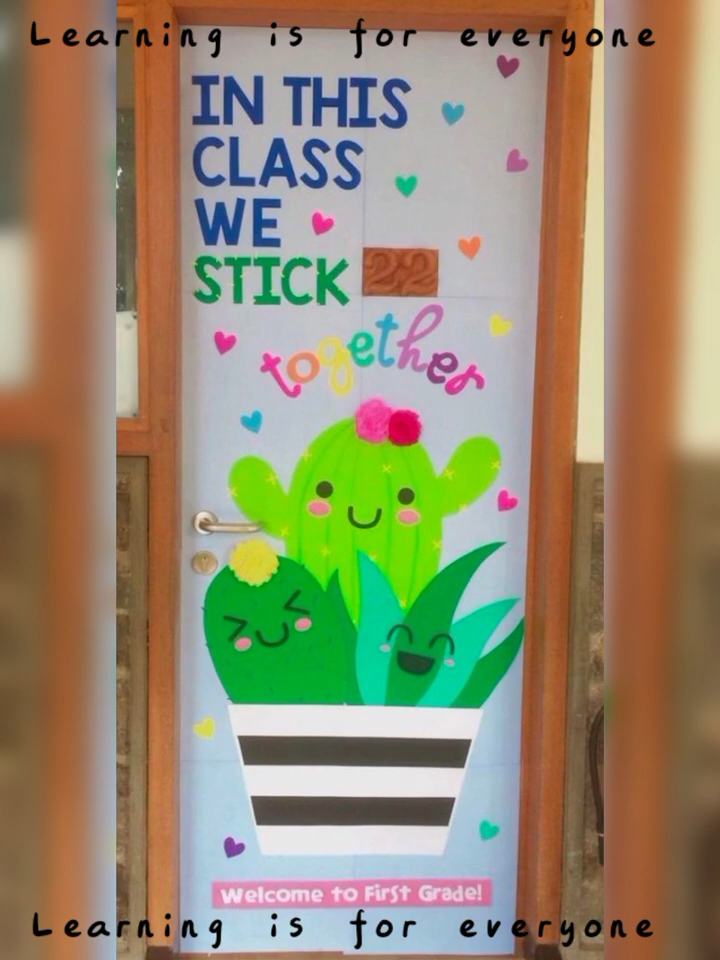 Learning is for everyone
IN THIS
CLASS
WE
STICK
22
together
Welcome to First Grade!
Learning is for everyone